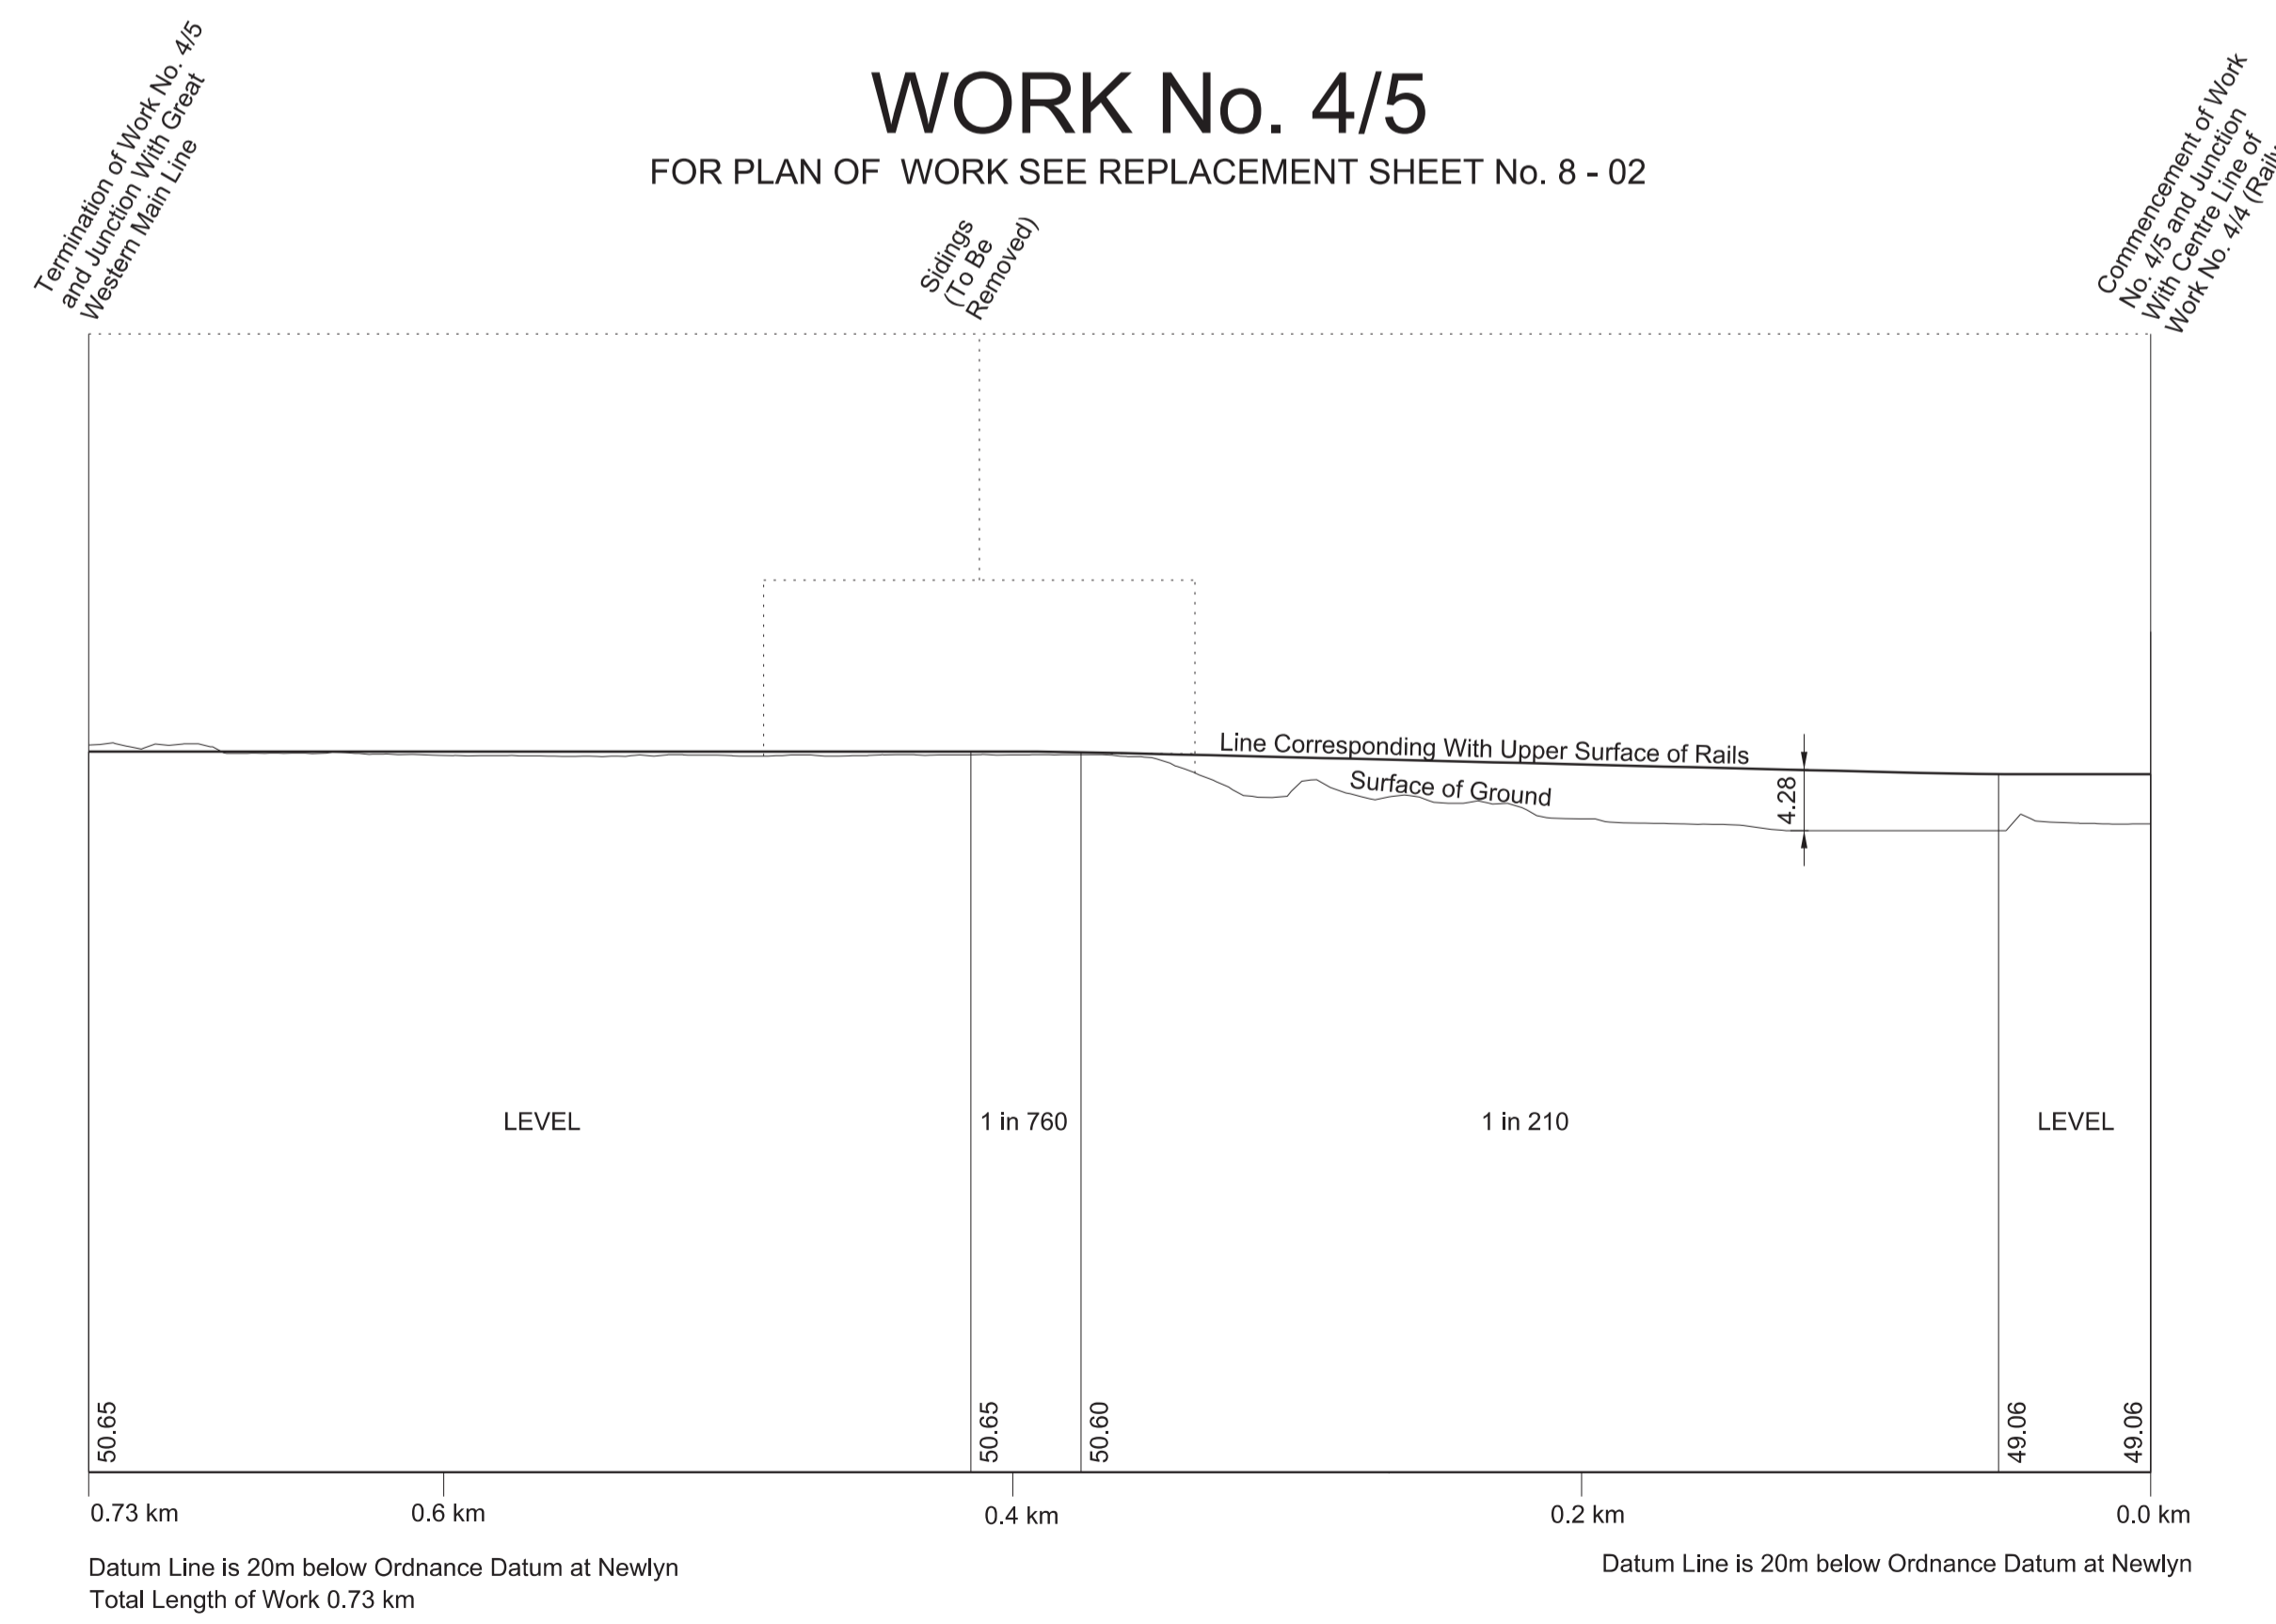 WORK No. 4/5
FOR PLAN OF WORK SEE REPLACEMENT SHEET No. 8 - 02
Termination of Work No. 4/5
and Junction With Great
Western Main Line
Sidings
(To Be
Removed)
Commencement of Work
No. 4/5 and Junction
With Centre Line of
Work No. 4/4
Line Corresponding With Upper Surface of Rails
Surface of Ground
4.28
LEVEL
1 in 760
1 in 210
LEVEL
50.65
50.65
50.60
49.06
49.06
0.73 km
0.6 km
0.4 km
0.2 km
0.0 km
Datum Line is 20m below Ordnance Datum at Newlyn
Total Length of Work 0.73 km
Datum Line is 20m below Ordnance Datum at Newlyn